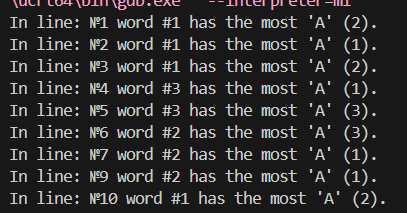 \ucrt64\bin\gdb.exe' '--interpreter=mi
In line: №1 word #1 has the most 'A' (2).
In line: №2 word #1 has the most 'A' (1).
In line: №3 word #1 has the most 'A' (2).
In line: №4 word #3 has the most 'A' (1).
In line: №5 word #3 has the most 'A' (3).
In line: №6 word #2 has the most 'A' (3).
In line: №7 word #2 has the most 'A' (1).
In line: №9 word #2 has the most 'A' (1).
In line: №10 word #1 has the most 'A' (2).